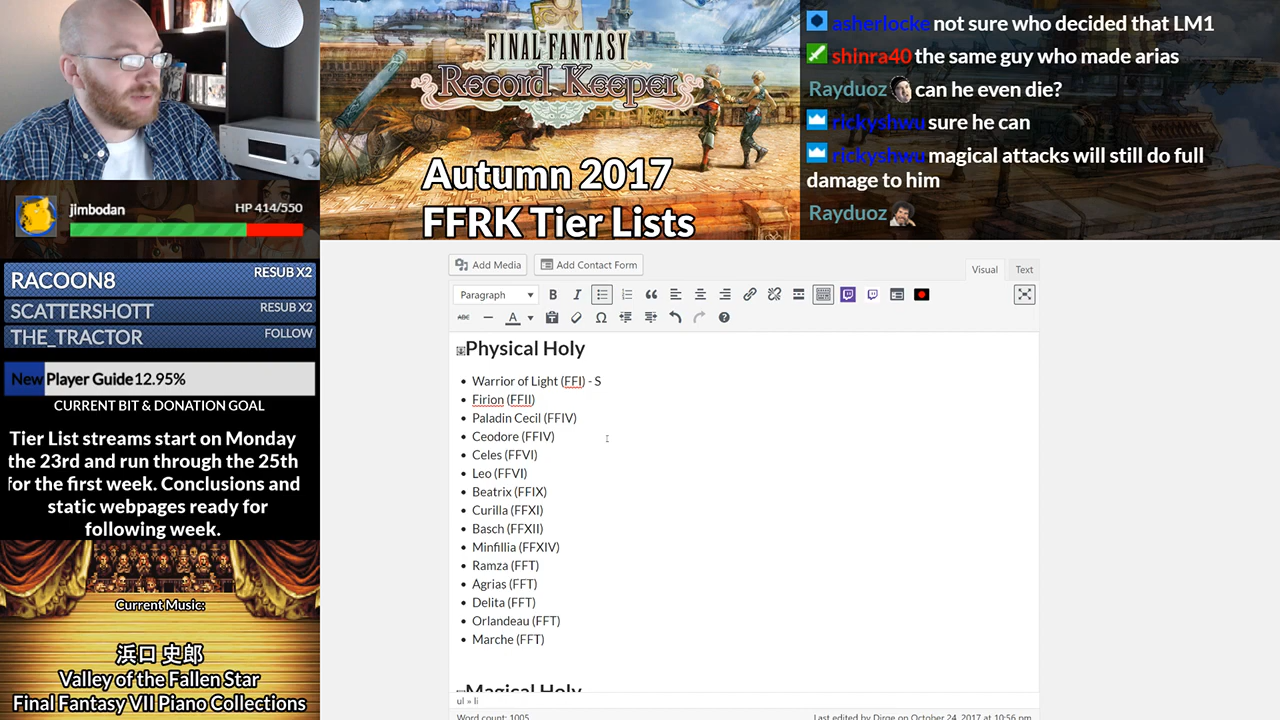 jimbodan
HP 414/550
RACOON8
RESUB X2
SCATTERSHOTT
RESUB X2
THE_TRACTOR
FOLLOW
New Player Guide 12.95%
CURRENT BIT & DONATION GOAL
Tier List streams start on Monday
the 23rd and run through the 25th
for the first week. Conclusions and
static webpages ready for
following week.
Current Music:
浜口 史郎
Valley of the Fallen Star
Final Fantasy VII Piano Collections
FINAL FANTASY
Record Keeper
Autumn 2017
FFRK Tier Lists
asherlocke not sure who decided that LM1
shinra40 the same guy who made arias
Rayduoz can he even die?
rickyshwu sure he can
rickyshwu magical attacks will still do full
damage to him
Rayduoz
Add Media
Add Contact Form
Visual
Text
Paragraph
B
I
ABC
A
Physical Holy
Warrior of Light (FFI) - S
Firion (FFII)
Paladin Cecil (FFIV)
Ceodore (FFIV)
Celes (FFVI)
Leo (FFVI)
Beatrix (FFIX)
Curilla (FFXI)
Basch (FFXII)
Minfillia (FFXIV)
Ramza (FFT)
Agrias (FFT)
Delita (FFT)
Orlandeau (FFT)
Marche (FFT)
Magical Holy
ul » li
Word count: 1005
Last edited by Dirge on October 24, 2017 at 10:56 pm